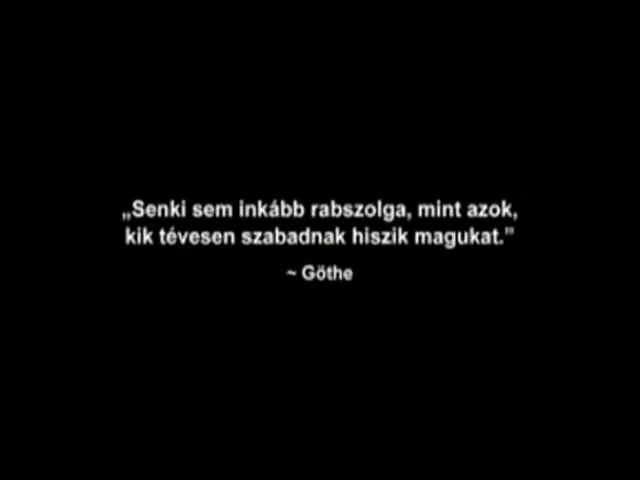 „Senki sem inkább rabszolga, mint azok,
kik tévesen szabadnak hiszik magukat.”
~ Göthe